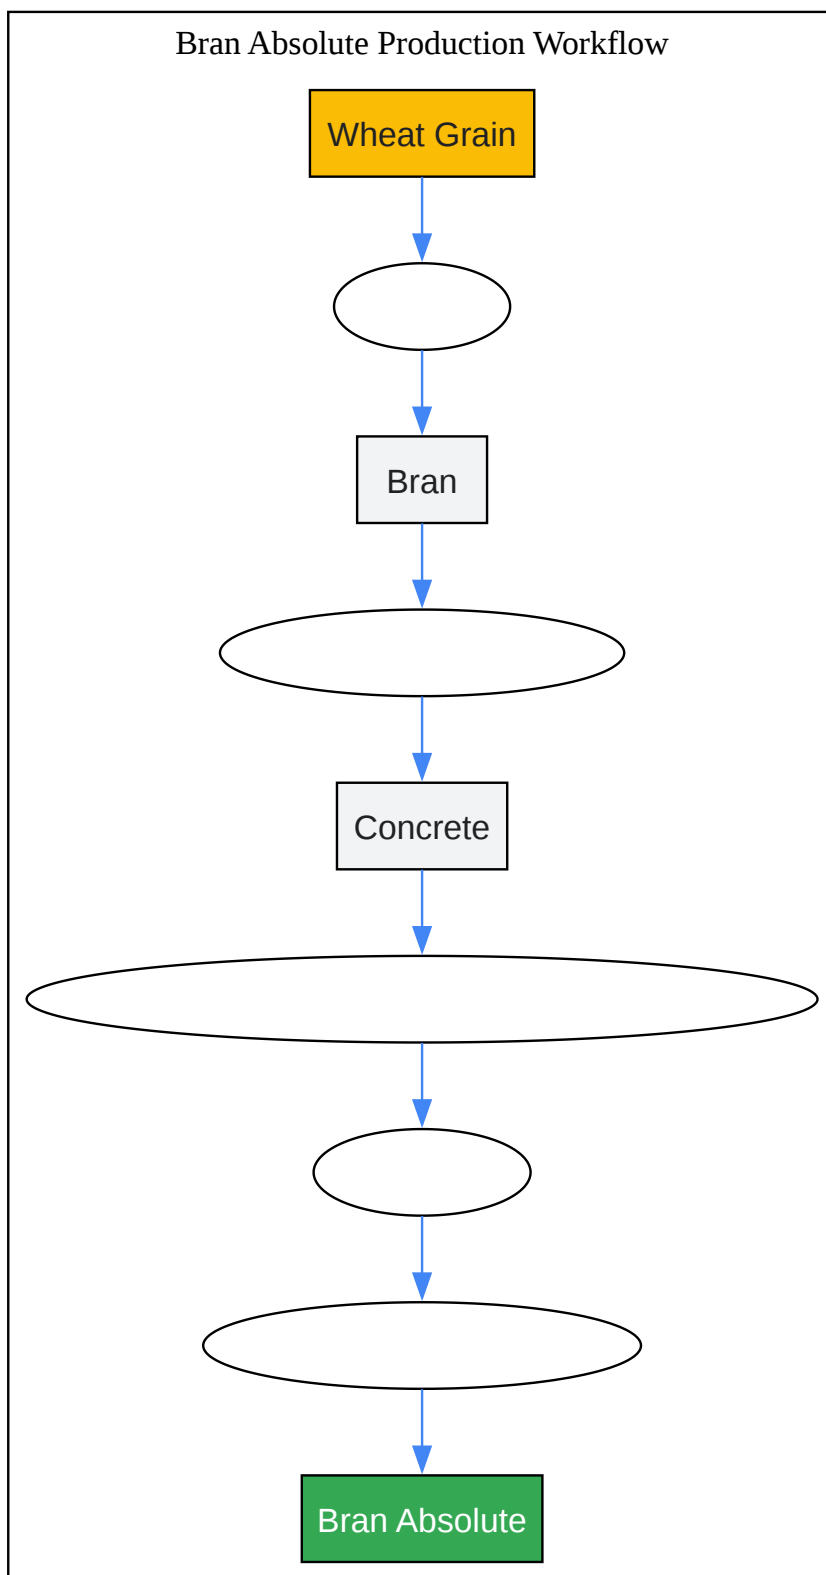 Bran Absolute Production Workflow
Wheat Grain
Bran
Concrete
Bran Absolute